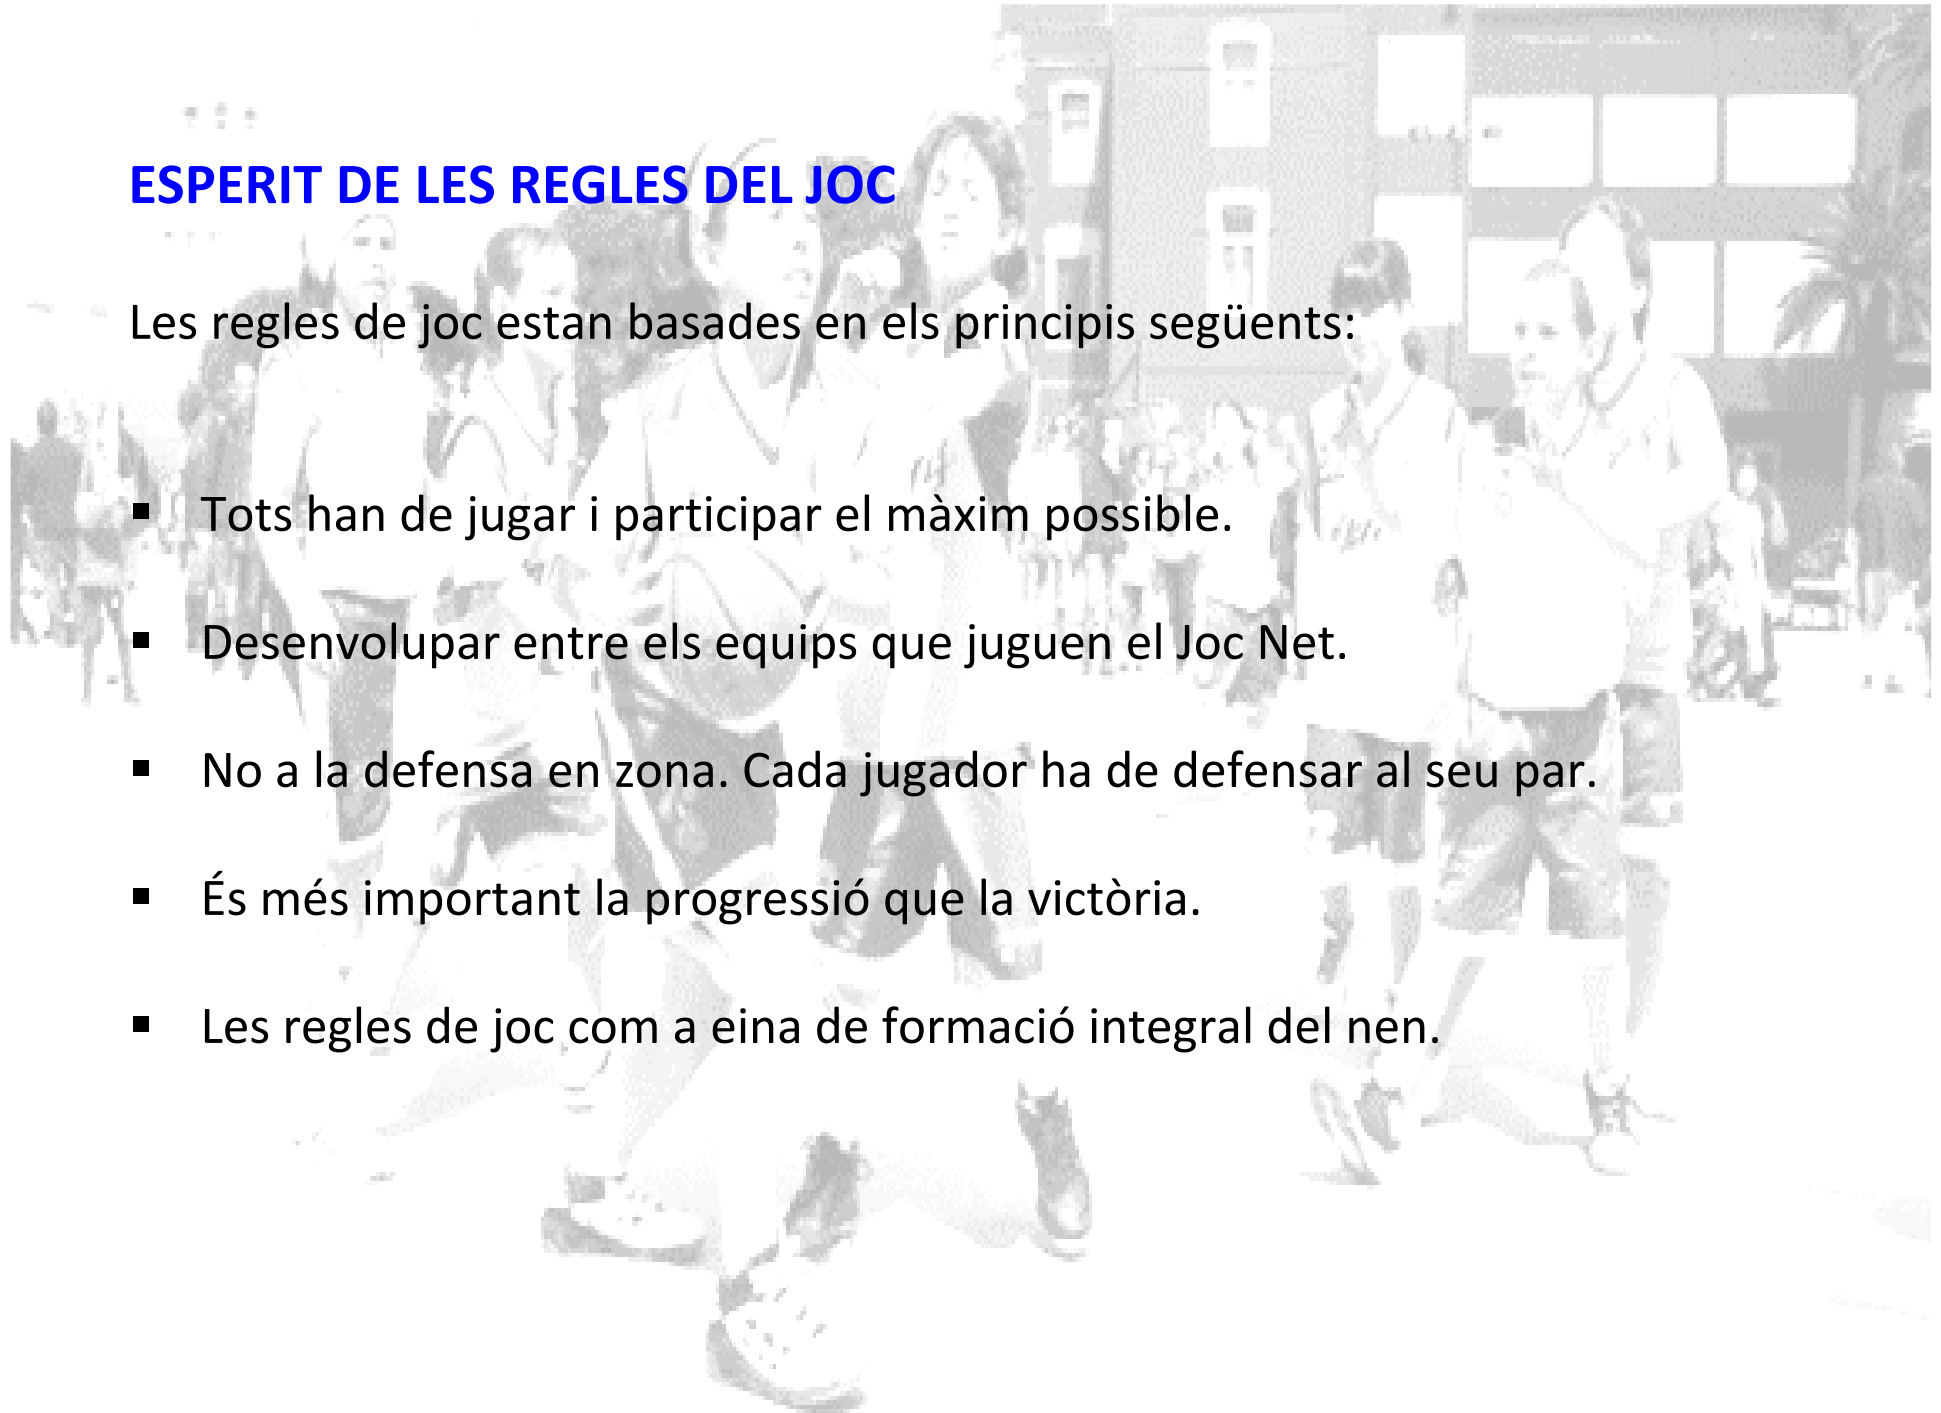 ESPERIT DE LES REGLES DEL JOC
Les regles de joc estan basades en els principis següents:
▪ Tots han de jugar i participar el màxim possible.
▪ Desenvolupar entre els equips que juguen el Joc Net.
▪ No a la defensa en zona. Cada jugador ha de defensar al seu par.
▪ És més important la progressió que la victòria.
▪ Les regles de joc com a eina de formació integral del nen.